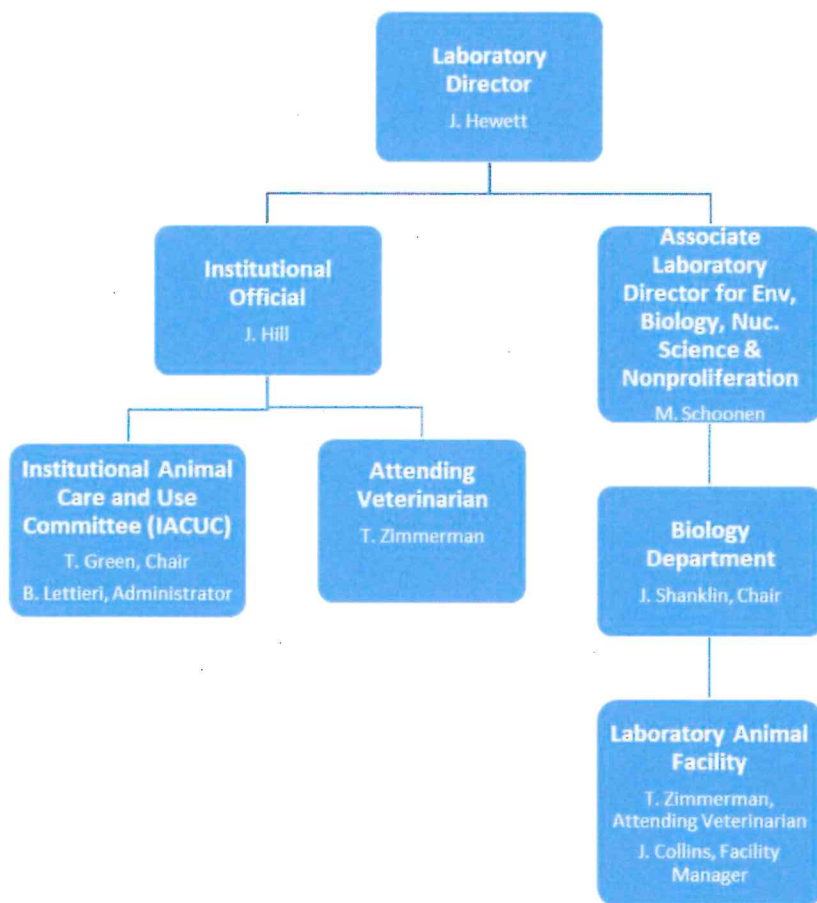 Laboratory
Director
J. Hewett
Institutional
Official
J. Hill
Associate
Laboratory
Director for Env,
Biology, Nuc.
Science &
Nonproliferation
M. Schoonen
Institutional Animal
Care and Use
Committee (IACUC)
T. Green, Chair
B. Lettieri, Administrator
Attending
Veterinarian
T. Zimmerman
Biology
Department
J. Shanklin, Chair
Laboratory Animal
Facility
T. Zimmerman,
Attending Veterinarian
J. Collins, Facility
Manager